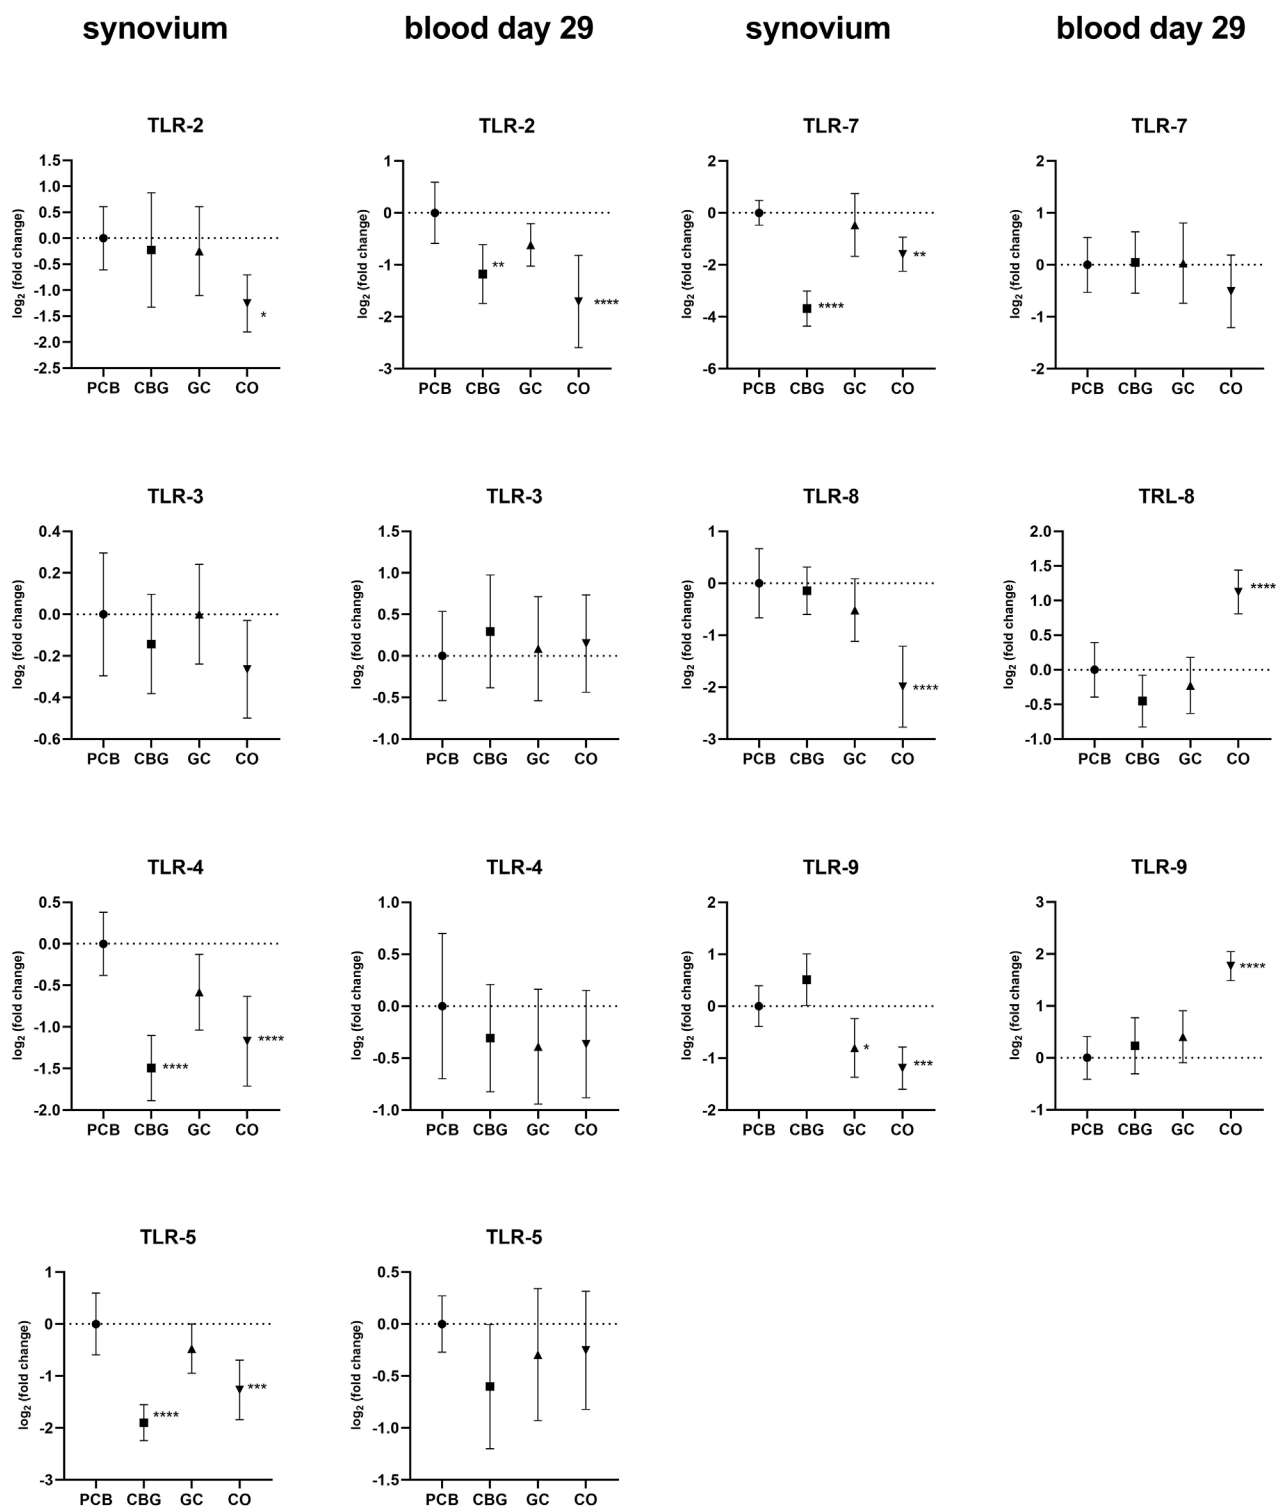 synovium
blood day 29
synovium
blood day 29
TLR-2
log2 (fold change)
1.5
1.0
0.5
0.0
-0.5
-1.0
-1.5
-2.0
-2.5
*
PCB CBG GC CO
TLR-2
log2 (fold change)
1
0
-1
-2
-3
**
****
PCB CBG GC CO
TLR-7
log2 (fold change)
2
0
-2
-4
-6
****
**
PCB CBG GC CO
TLR-7
log2 (fold change)
2
1
0
-1
-2
PCB CBG GC CO
TLR-3
log2 (fold change)
0.4
0.2
0.0
-0.2
-0.4
-0.6
PCB CBG GC CO
TLR-3
log2 (fold change)
1.5
1.0
0.5
0.0
-0.5
-1.0
PCB CBG GC CO
TLR-8
log2 (fold change)
1
0
-1
-2
-3
****
PCB CBG GC CO
TRL-8
log2 (fold change)
2.0
1.5
1.0
0.5
0.0
-0.5
-1.0
****
PCB CBG GC CO
TLR-4
log2 (fold change)
0.5
0.0
-0.5
-1.0
-1.5
-2.0
****
****
PCB CBG GC CO
TLR-4
log2 (fold change)
1.0
0.5
0.0
-0.5
-1.0
PCB CBG GC CO
TLR-9
log2 (fold change)
2
1
0
-1
-2
*
***
PCB CBG GC CO
TLR-9
log2 (fold change)
3
2
1
0
-1
****
PCB CBG GC CO
TLR-5
log2 (fold change)
1
0
-1
-2
-3
****
***
PCB CBG GC CO
TLR-5
log2 (fold change)
0.5
0.0
-0.5
-1.0
-1.5
PCB CBG GC CO